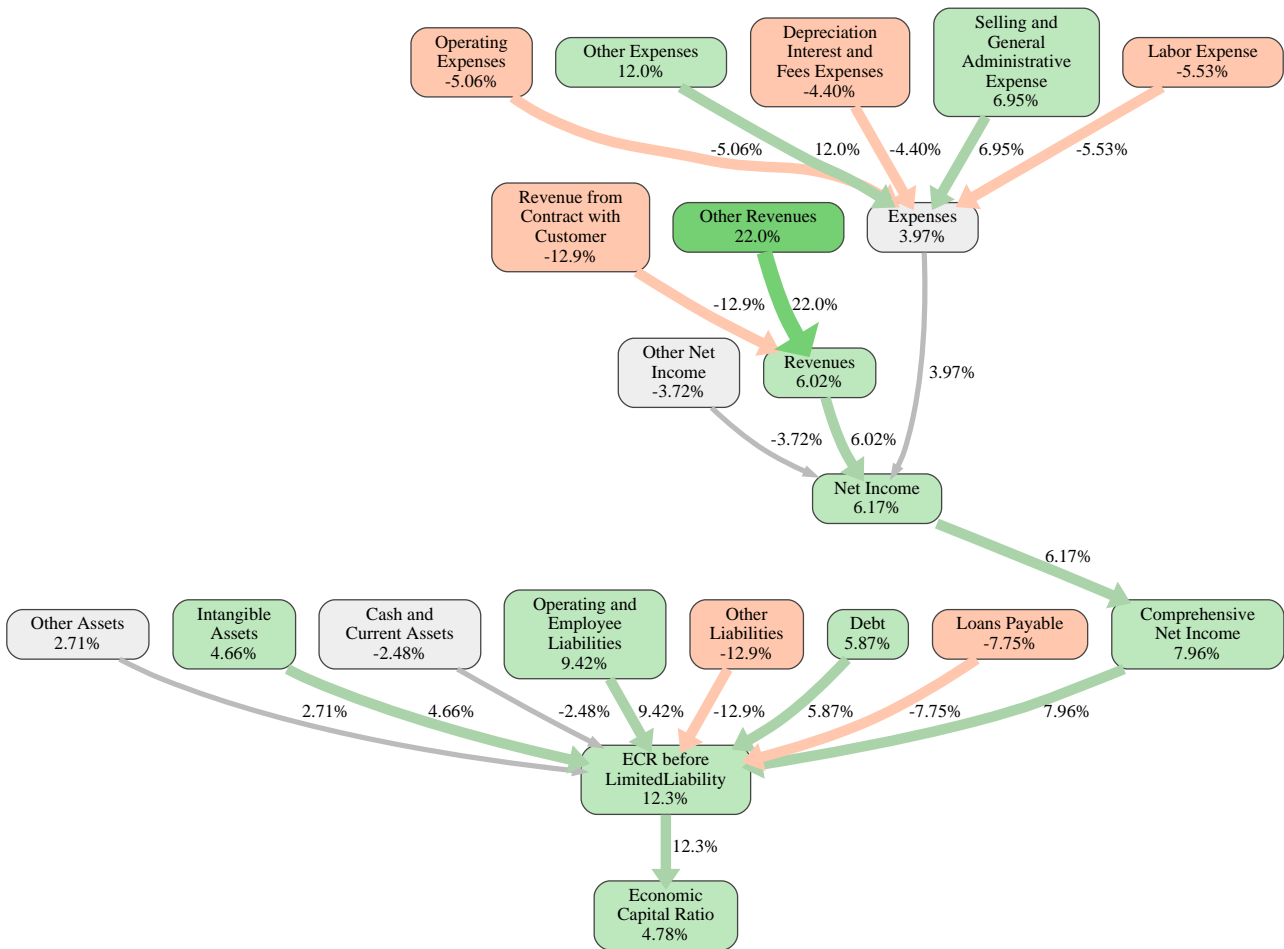 Operating
Expenses
-5.06%
Other Expenses
12.0%
Depreciation
Interest and
Fees Expenses
-4.40%
Selling and
General
Administrative
Expense
6.95%
Labor Expense
-5.53%
-5.06%
12.0%
-4.40%
6.95%
-5.53%
Revenue from
Contract with
Customer
-12.9%
Other Revenues
22.0%
Expenses
3.97%
-12.9%
22.0%
3.97%
Other Net
Income
-3.72%
Revenues
6.02%
-3.72%
6.02%
Net Income
6.17%
6.17%
Other Assets
2.71%
Intangible
Assets
4.66%
Cash and
Current Assets
-2.48%
Operating and
Employee
Liabilities
9.42%
Other
Liabilities
-12.9%
Debt
5.87%
Loans Payable
-7.75%
Comprehensive
Net Income
7.96%
2.71%
4.66%
-2.48%
9.42%
-12.9%
5.87%
-7.75%
7.96%
ECR before
LimitedLiability
12.3%
12.3%
Economic
Capital Ratio
4.78%